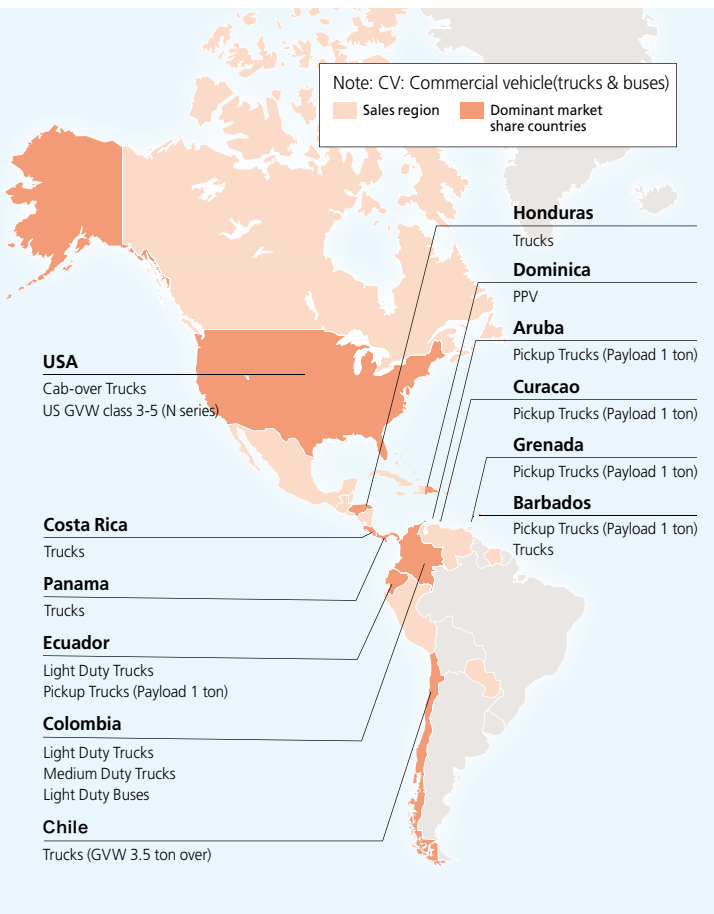 Note: CV: Commercial vehicle(trucks & buses)
Sales region
Dominant market
share countries
Honduras
Trucks
Dominica
PPV
Aruba
Pickup Trucks (Payload 1 ton)
Curacao
Pickup Trucks (Payload 1 ton)
Grenada
Pickup Trucks (Payload 1 ton)
Barbados
Pickup Trucks (Payload 1 ton)
Trucks
USA
Cab-over Trucks
US GVW class 3-5 (N series)
Costa Rica
Trucks
Panama
Trucks
Ecuador
Light Duty Trucks
Pickup Trucks (Payload 1 ton)
Colombia
Light Duty Trucks
Medium Duty Trucks
Light Duty Buses
Chile
Trucks (GVW 3.5 ton over)